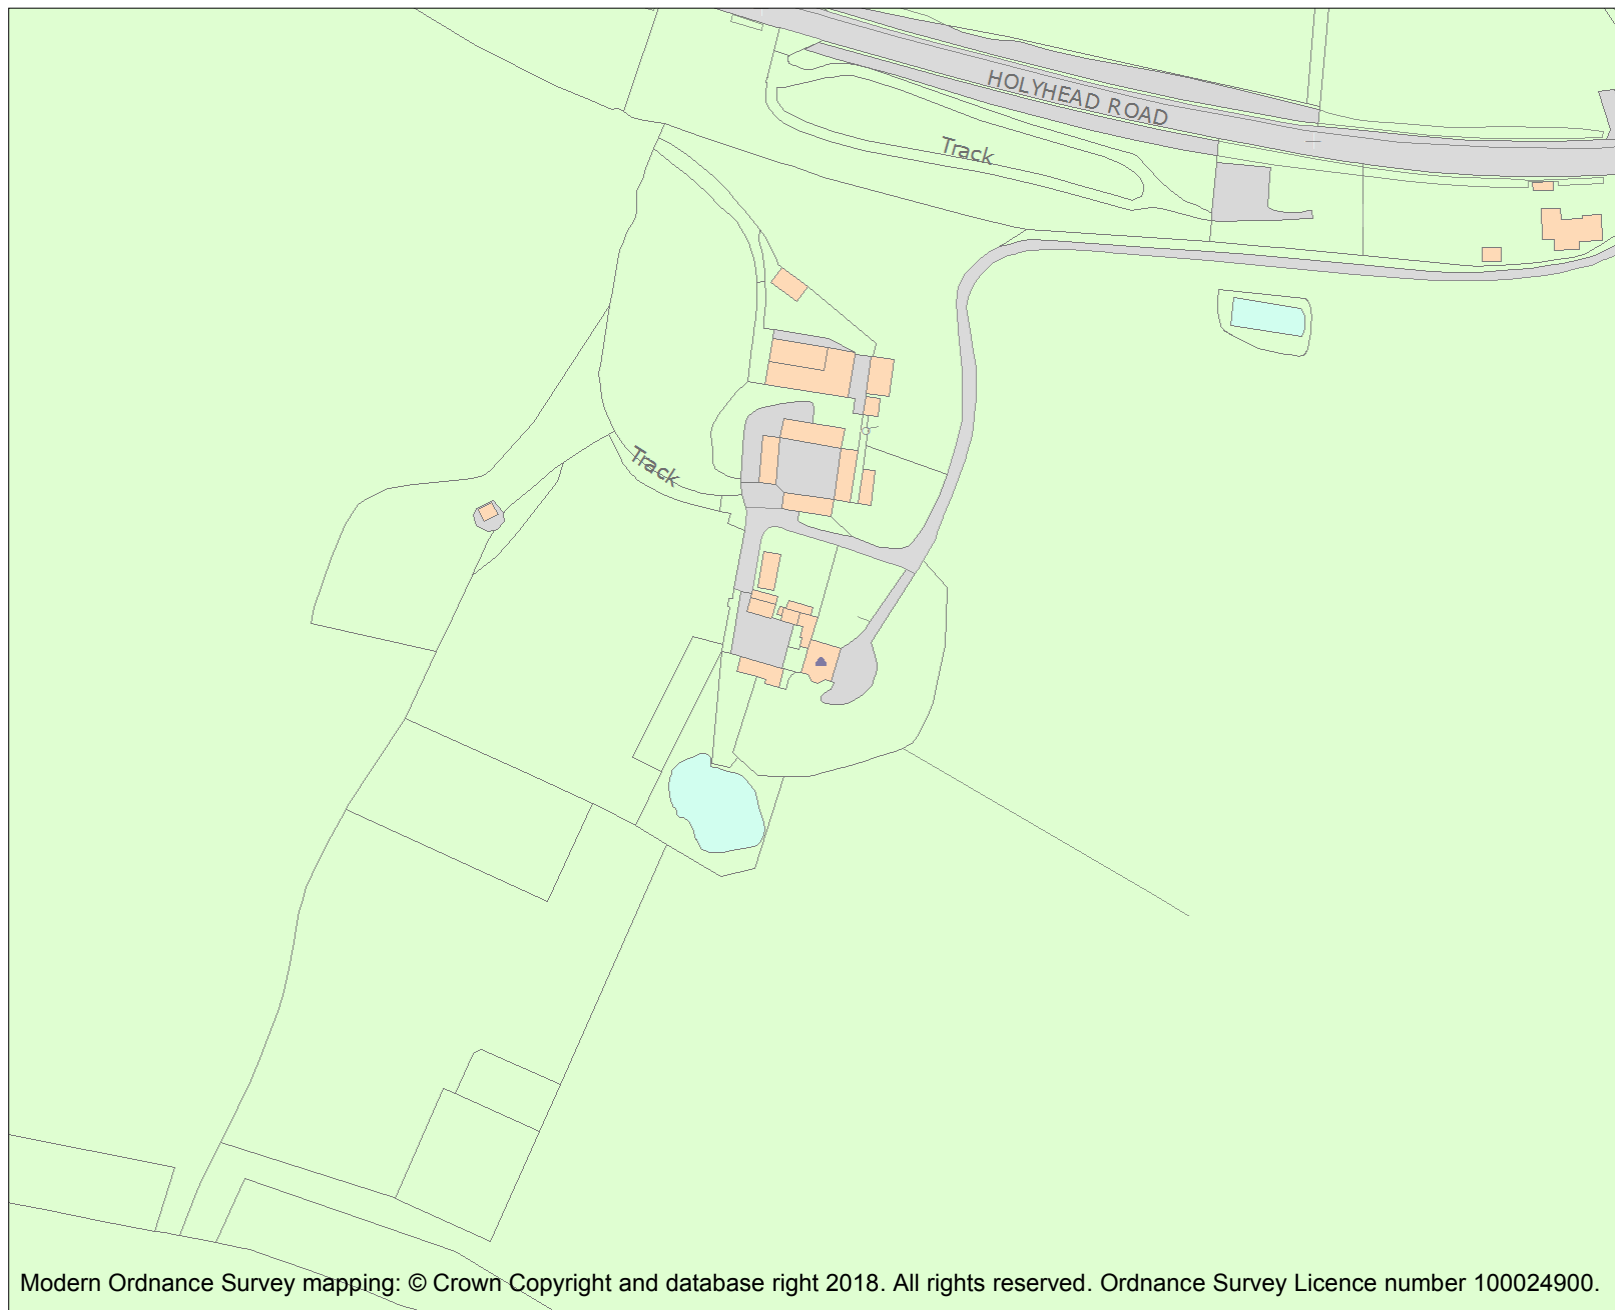 HOLYHEAD ROAD
Track
Track
Modern Ordnance Survey mapping: © Crown Copyright and database right 2018. All rights reserved. Ordnance Survey Licence number 100024900.